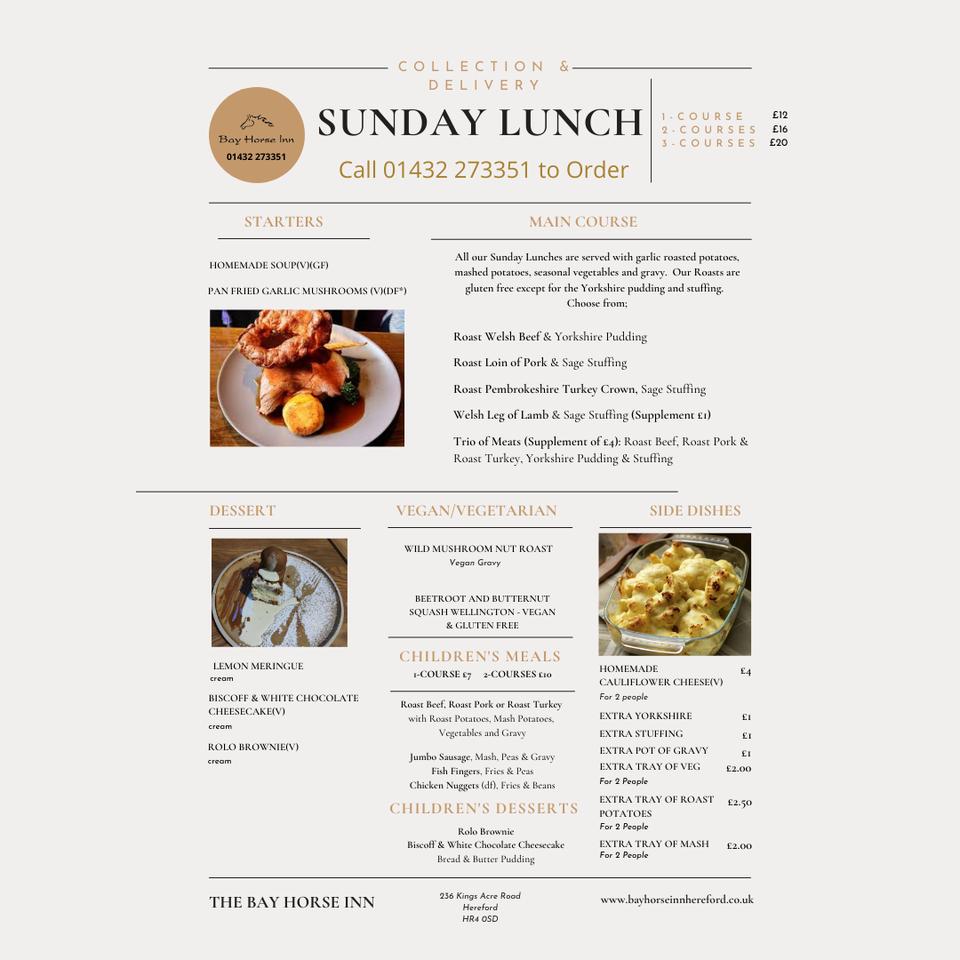 COLLECTION &
DELIVERY
Bay Horse Inn
01432 273351
SUNDAY LUNCH
Call 01432 273351 to Order
1-COURSE £12
2-COURSES £16
3-COURSES £20
STARTERS
HOMEMADE SOUP(V)(GF)
PAN FRIED GARLIC MUSHROOMS (V)(DF*)
MAIN COURSE
All our Sunday Lunches are served with garlic roasted potatoes,
mashed potatoes, seasonal vegetables and gravy. Our Roasts are
gluten free except for the Yorkshire pudding and stuffing.
Choose from;
Roast Welsh Beef & Yorkshire Pudding
Roast Loin of Pork & Sage Stuffing
Roast Pembrokeshire Turkey Crown, Sage Stuffing
Welsh Leg of Lamb & Sage Stuffing (Supplement £1)
Trio of Meats (Supplement of £4): Roast Beef, Roast Pork &
Roast Turkey, Yorkshire Pudding & Stuffing
DESSERT
LEMON MERINGUE
cream
BISCOFF & WHITE CHOCOLATE
CHEESECAKE(V)
cream
ROLO BROWNIE(V)
cream
VEGAN/VEGETARIAN
WILD MUSHROOM NUT ROAST
Vegan Gravy
BEETROOT AND BUTTERNUT
SQUASH WELLINGTON - VEGAN
& GLUTEN FREE
CHILDREN'S MEALS
1-COURSE £7 2-COURSES £10
Roast Beef, Roast Pork or Roast Turkey
with Roast Potatoes, Mash Potatoes,
Vegetables and Gravy
Jumbo Sausage, Mash, Peas & Gravy
Fish Fingers, Fries & Peas
Chicken Nuggets (df), Fries & Beans
CHILDREN'S DESSERTS
Rolo Brownie
Biscoff & White Chocolate Cheesecake
Bread & Butter Pudding
SIDE DISHES
HOMEMADE £4
CAULIFLOWER CHEESE(V)
For 2 people
EXTRA YORKSHIRE £1
EXTRA STUFFING £1
EXTRA POT OF GRAVY £1
EXTRA TRAY OF VEG £2.00
For 2 People
EXTRA TRAY OF ROAST £2.50
POTATOES
For 2 People
EXTRA TRAY OF MASH £2.00
For 2 People
THE BAY HORSE INN
236 Kings Acre Road
Hereford
HR4 0SD
www.bayhorseinnhereford.co.uk